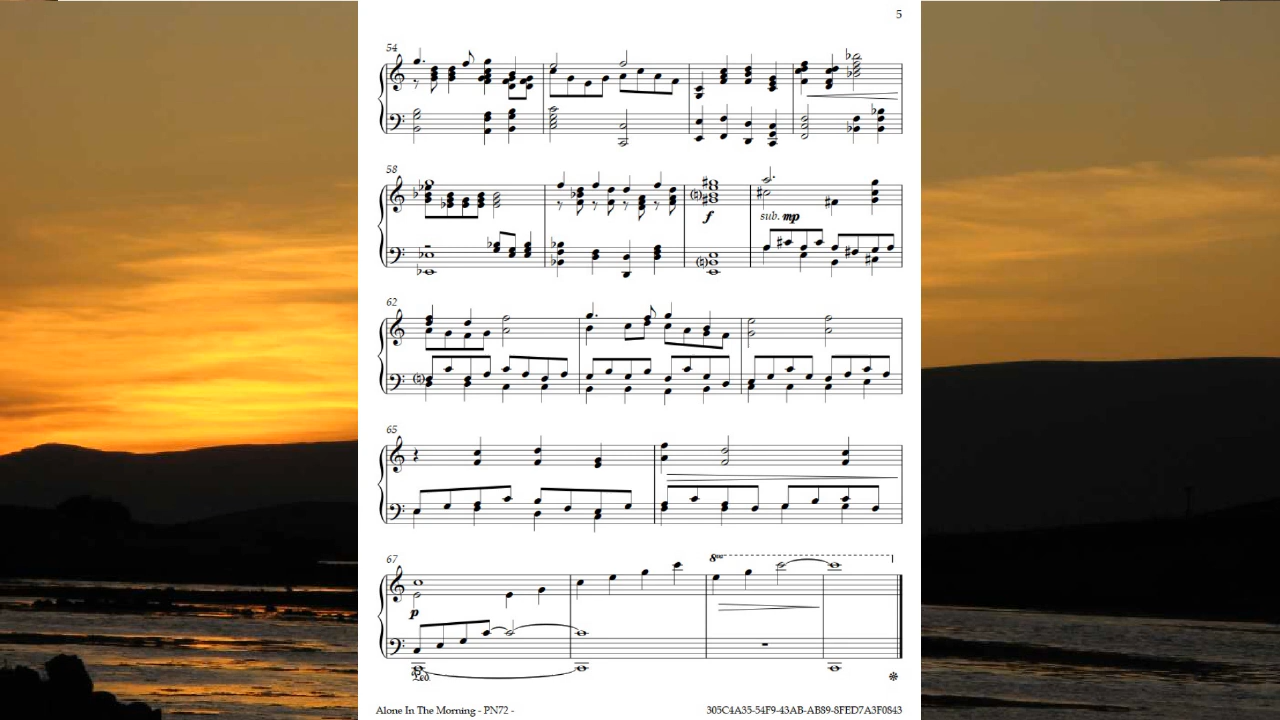 5
54
58
f
sub. mp
62
65
67
8va
p
Ped.
Alone In The Morning - PN72 -
305C4A35-54F9-43AB-AB89-8FED7A3F0843